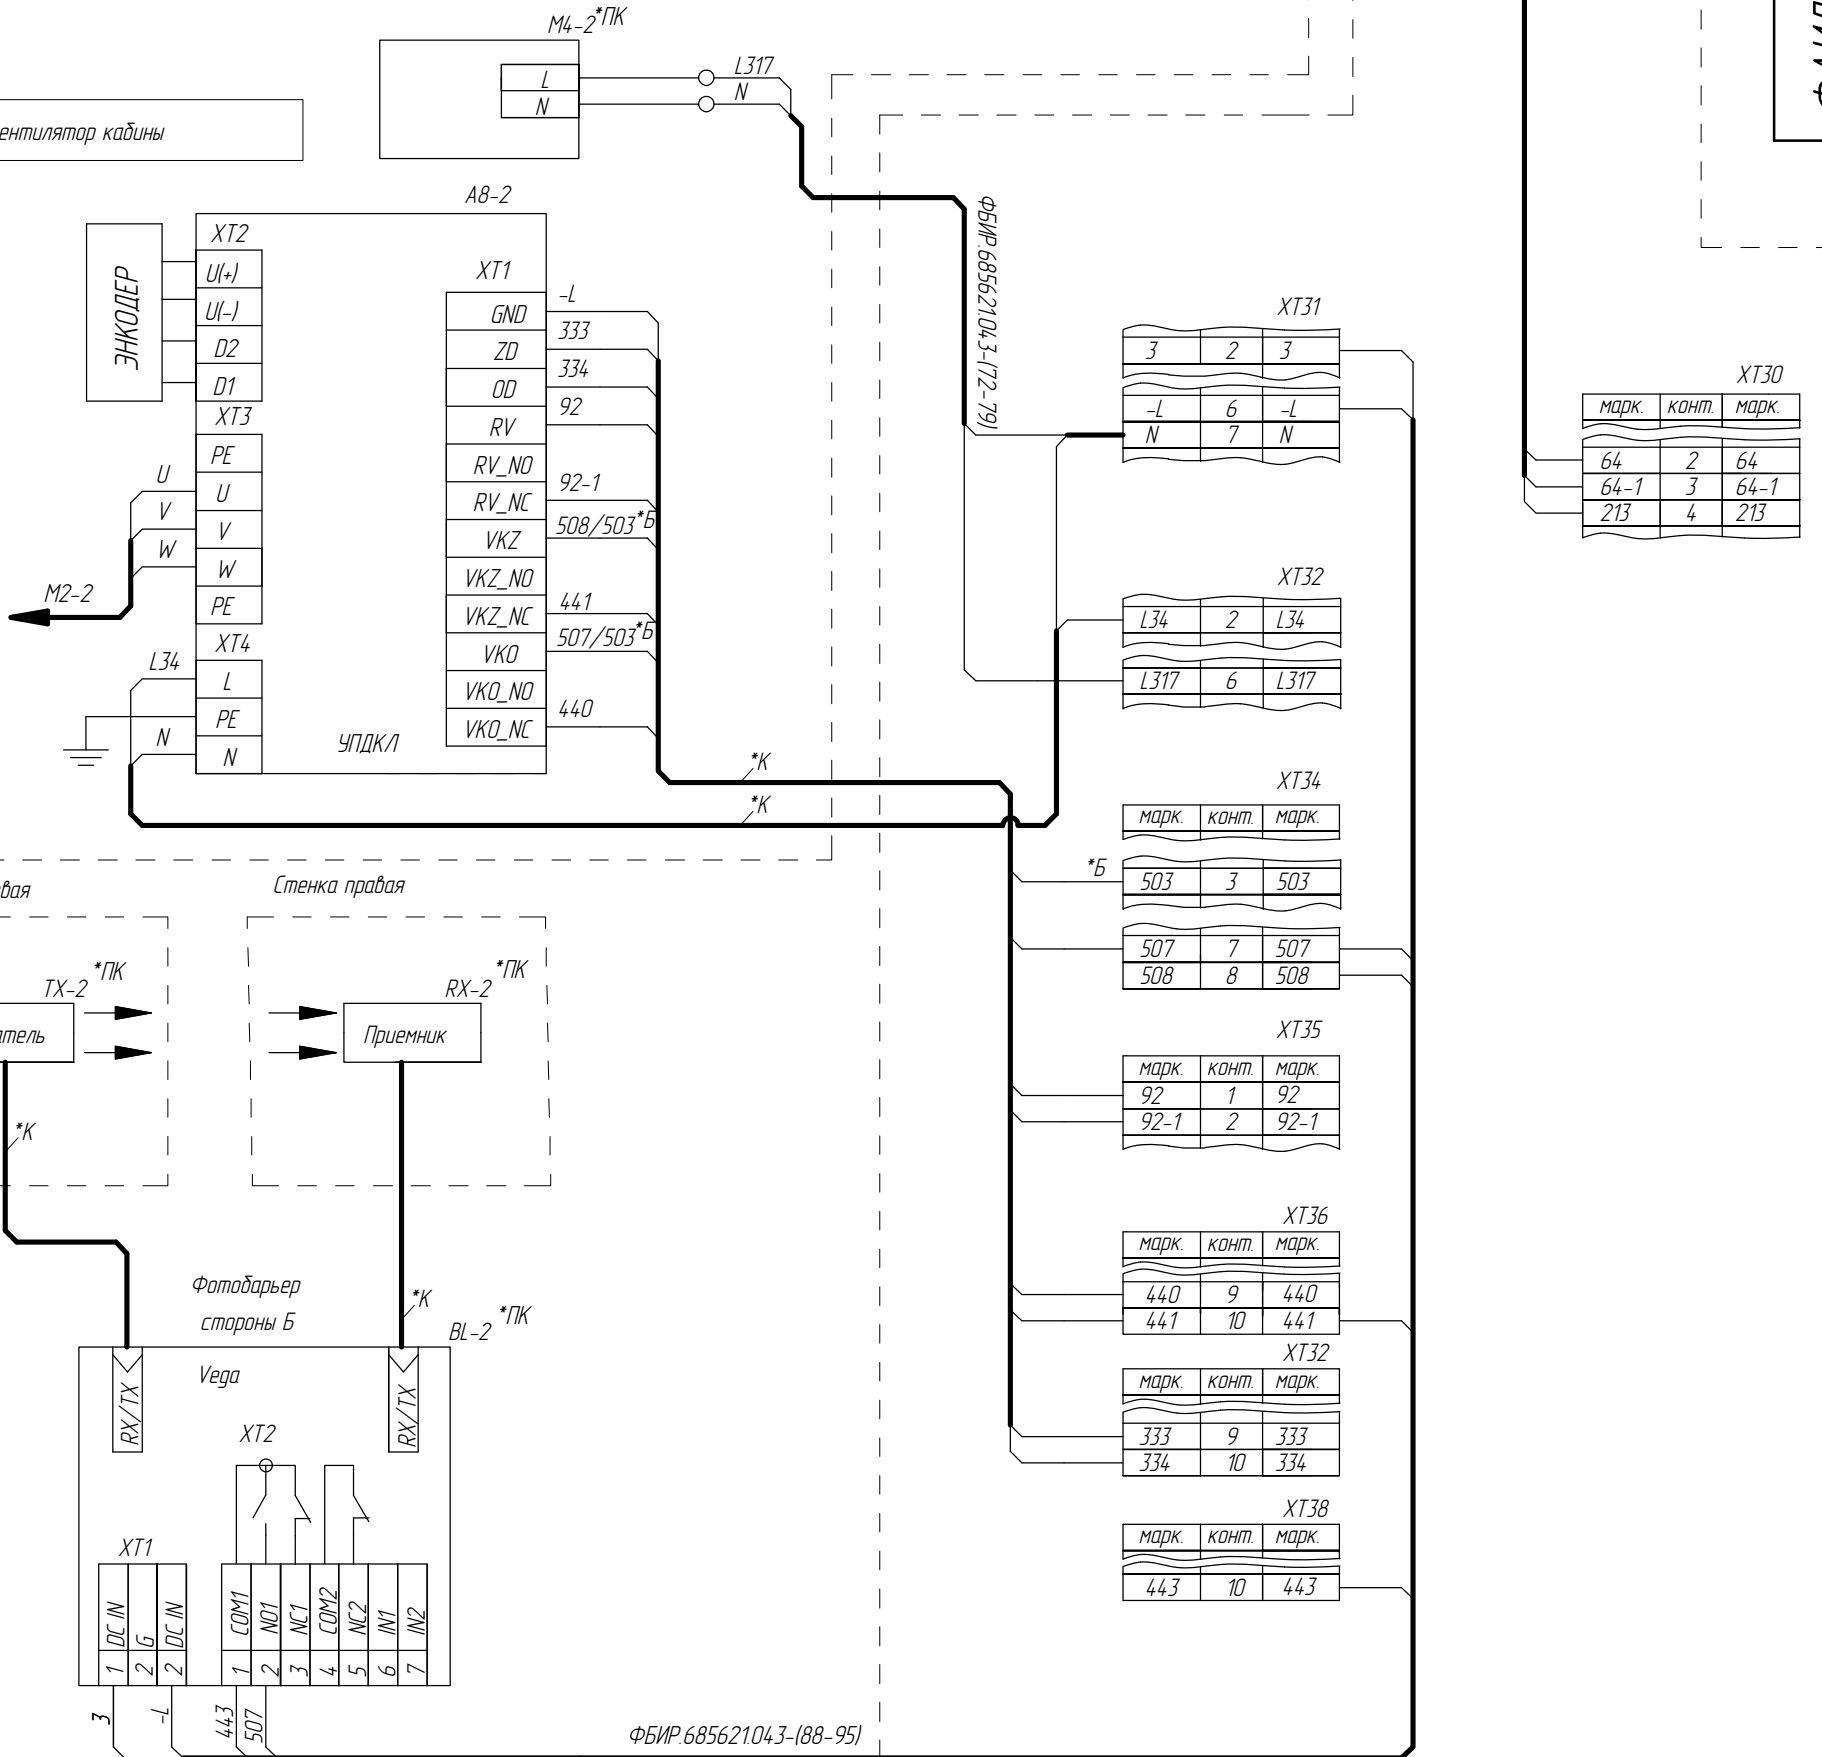 М4-2*ПК
L
N
L317
N
кабины
А8-2
ЭНКОДЕР
XT2
U(+)
U(-)
D2
D1
XT3
PE
U
V
W
PE
U
V
W
М2-2
XT4
L
PE
N
L34
N
УПДКЛ
XT1
GND
ZD
OD
RV
RV_NO
RV_NC
VKZ
VKZ_NO
VKZ_NC
VKO
VKO_NO
VKO_NC
-L
333
334
92
92-1
508/503*Б
441
507/503*Б
440
*К
*К
ФБИР.685621.043-(72-79)
XT31
3 2 3
-L 6 -L
N 7 N
XT30
марк. конт. марк.
64 2 64
64-1 3 64-1
213 4 213
XT32
L34 2 L34
L317 6 L317
XT34
марк. конт. марк.
*Б
503 3 503
507 7 507
508 8 508
XT35
марк. конт. марк.
92 1 92
92-1 2 92-1
XT36
марк. конт. марк.
440 9 440
441 10 441
XT32
марк. конт. марк.
333 9 333
334 10 334
XT38
марк. конт. марк.
443 10 443
Стенка правая
TX-2 *ПК
RX-2 *ПК
Приемник
*К
*К
Фотобарьер
стороны Б
BL-2 *ПК
Vega
RX/TX
RX/TX
XT2
XT1
DC IN
G
DC IN
1
2
2
COM1
NO1
NC1
COM2
NC2
IN1
IN2
1
2
3
4
5
6
7
3
-L
443
507
ФБИР.685621.043-(88-95)